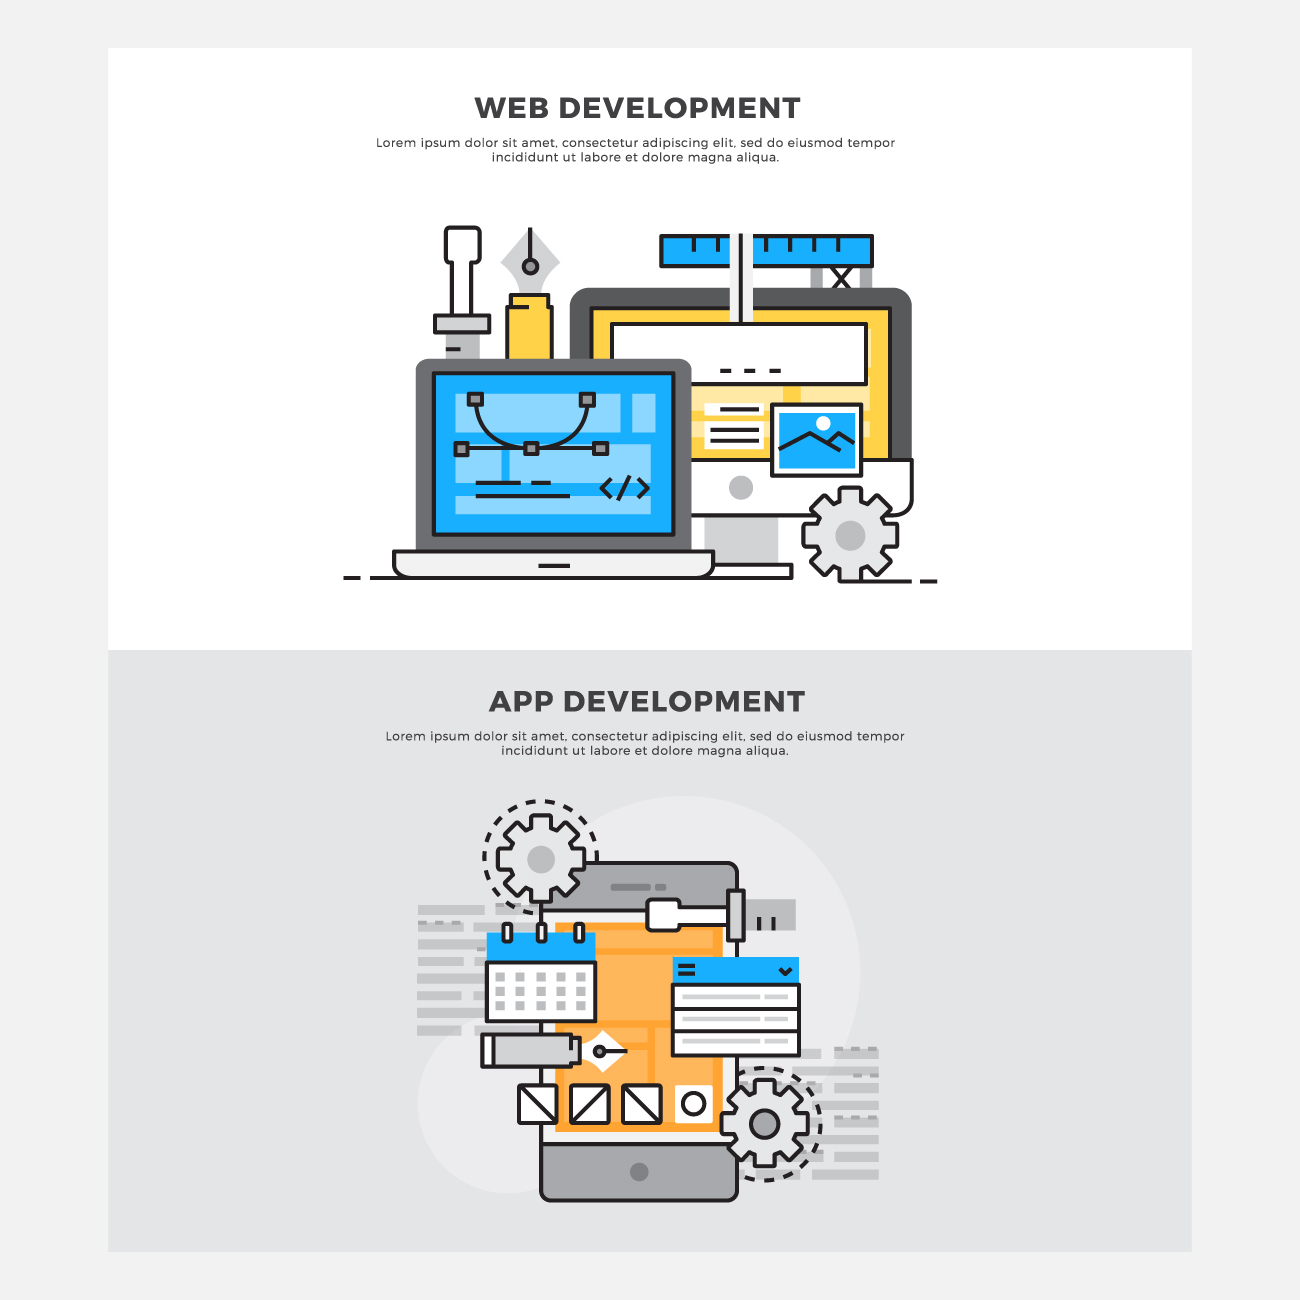 WEB DEVELOPMENT
Lorem ipsum dolor sit amet, consectetur adipiscing elit, sed do eiusmod tempor
incididunt ut labore et dolore magna aliqua.
</>
APP DEVELOPMENT
Lorem ipsum dolor sit amet, consectetur adipiscing elit, sed do eiusmod tempor
incididunt ut labore et dolore magna aliqua.